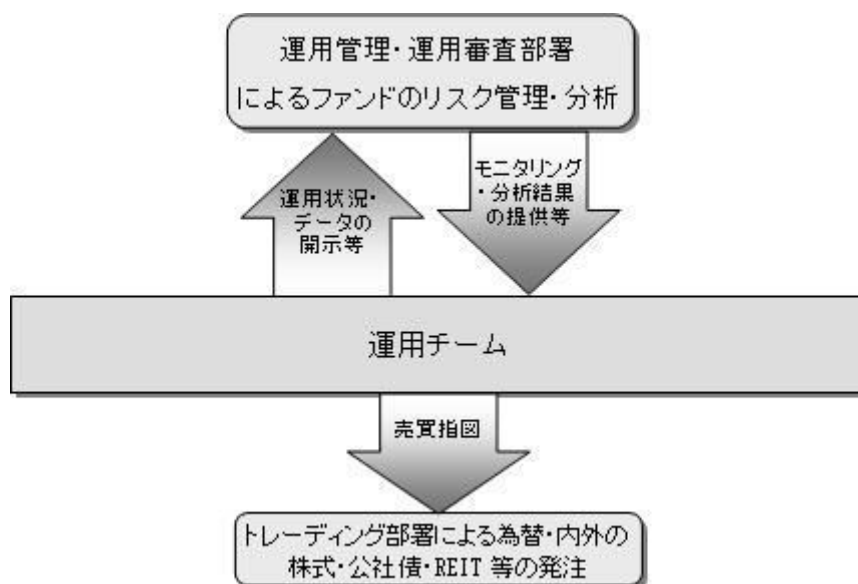 運用管理・運用審査部署
によるファンドのリスク管理・分析
運用状況・
データの
開示等
モニタリング
・分析結果
の提供等
運用チーム
売買指図
トレーディング部署による為替・内外の
株式・公社債・REIT 等の発注